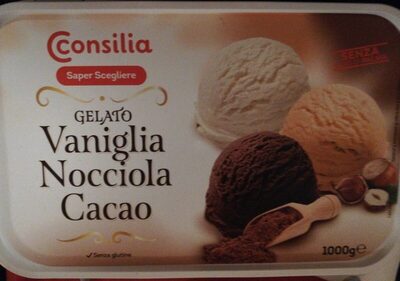 Consilia
Saper Scegliere
SENZA
GELATO
Vaniglia
Nocciola
Cacao
✓ Senza glutine
1000g e